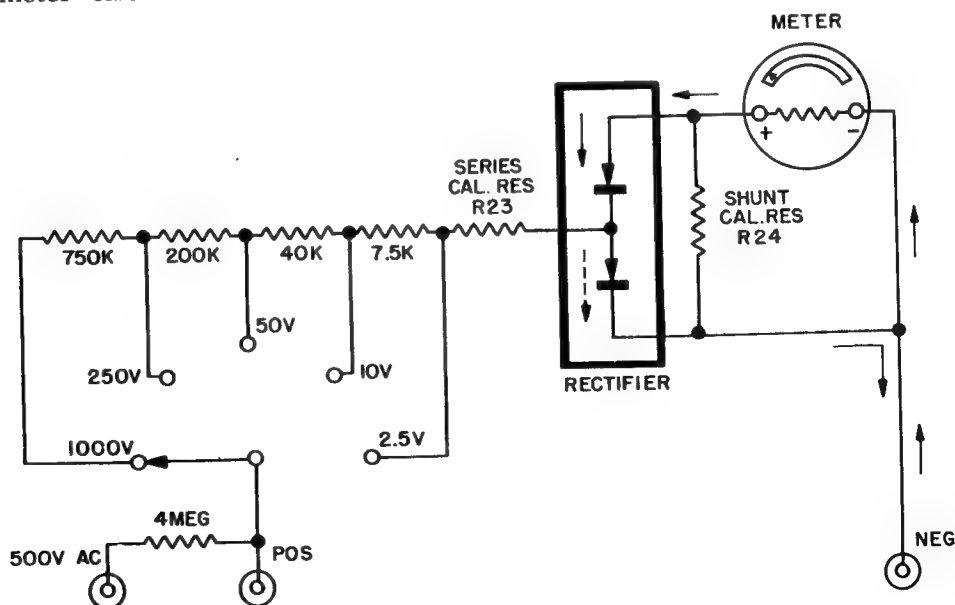 METER
+ -
SERIES
CAL. RES
R23
SHUNT
CAL. RES
R24
750K 200K 40K 7.5K
50V
250V
10V
RECTIFIER
1000V
2.5V
4MEG
500V AC
POS
NEG